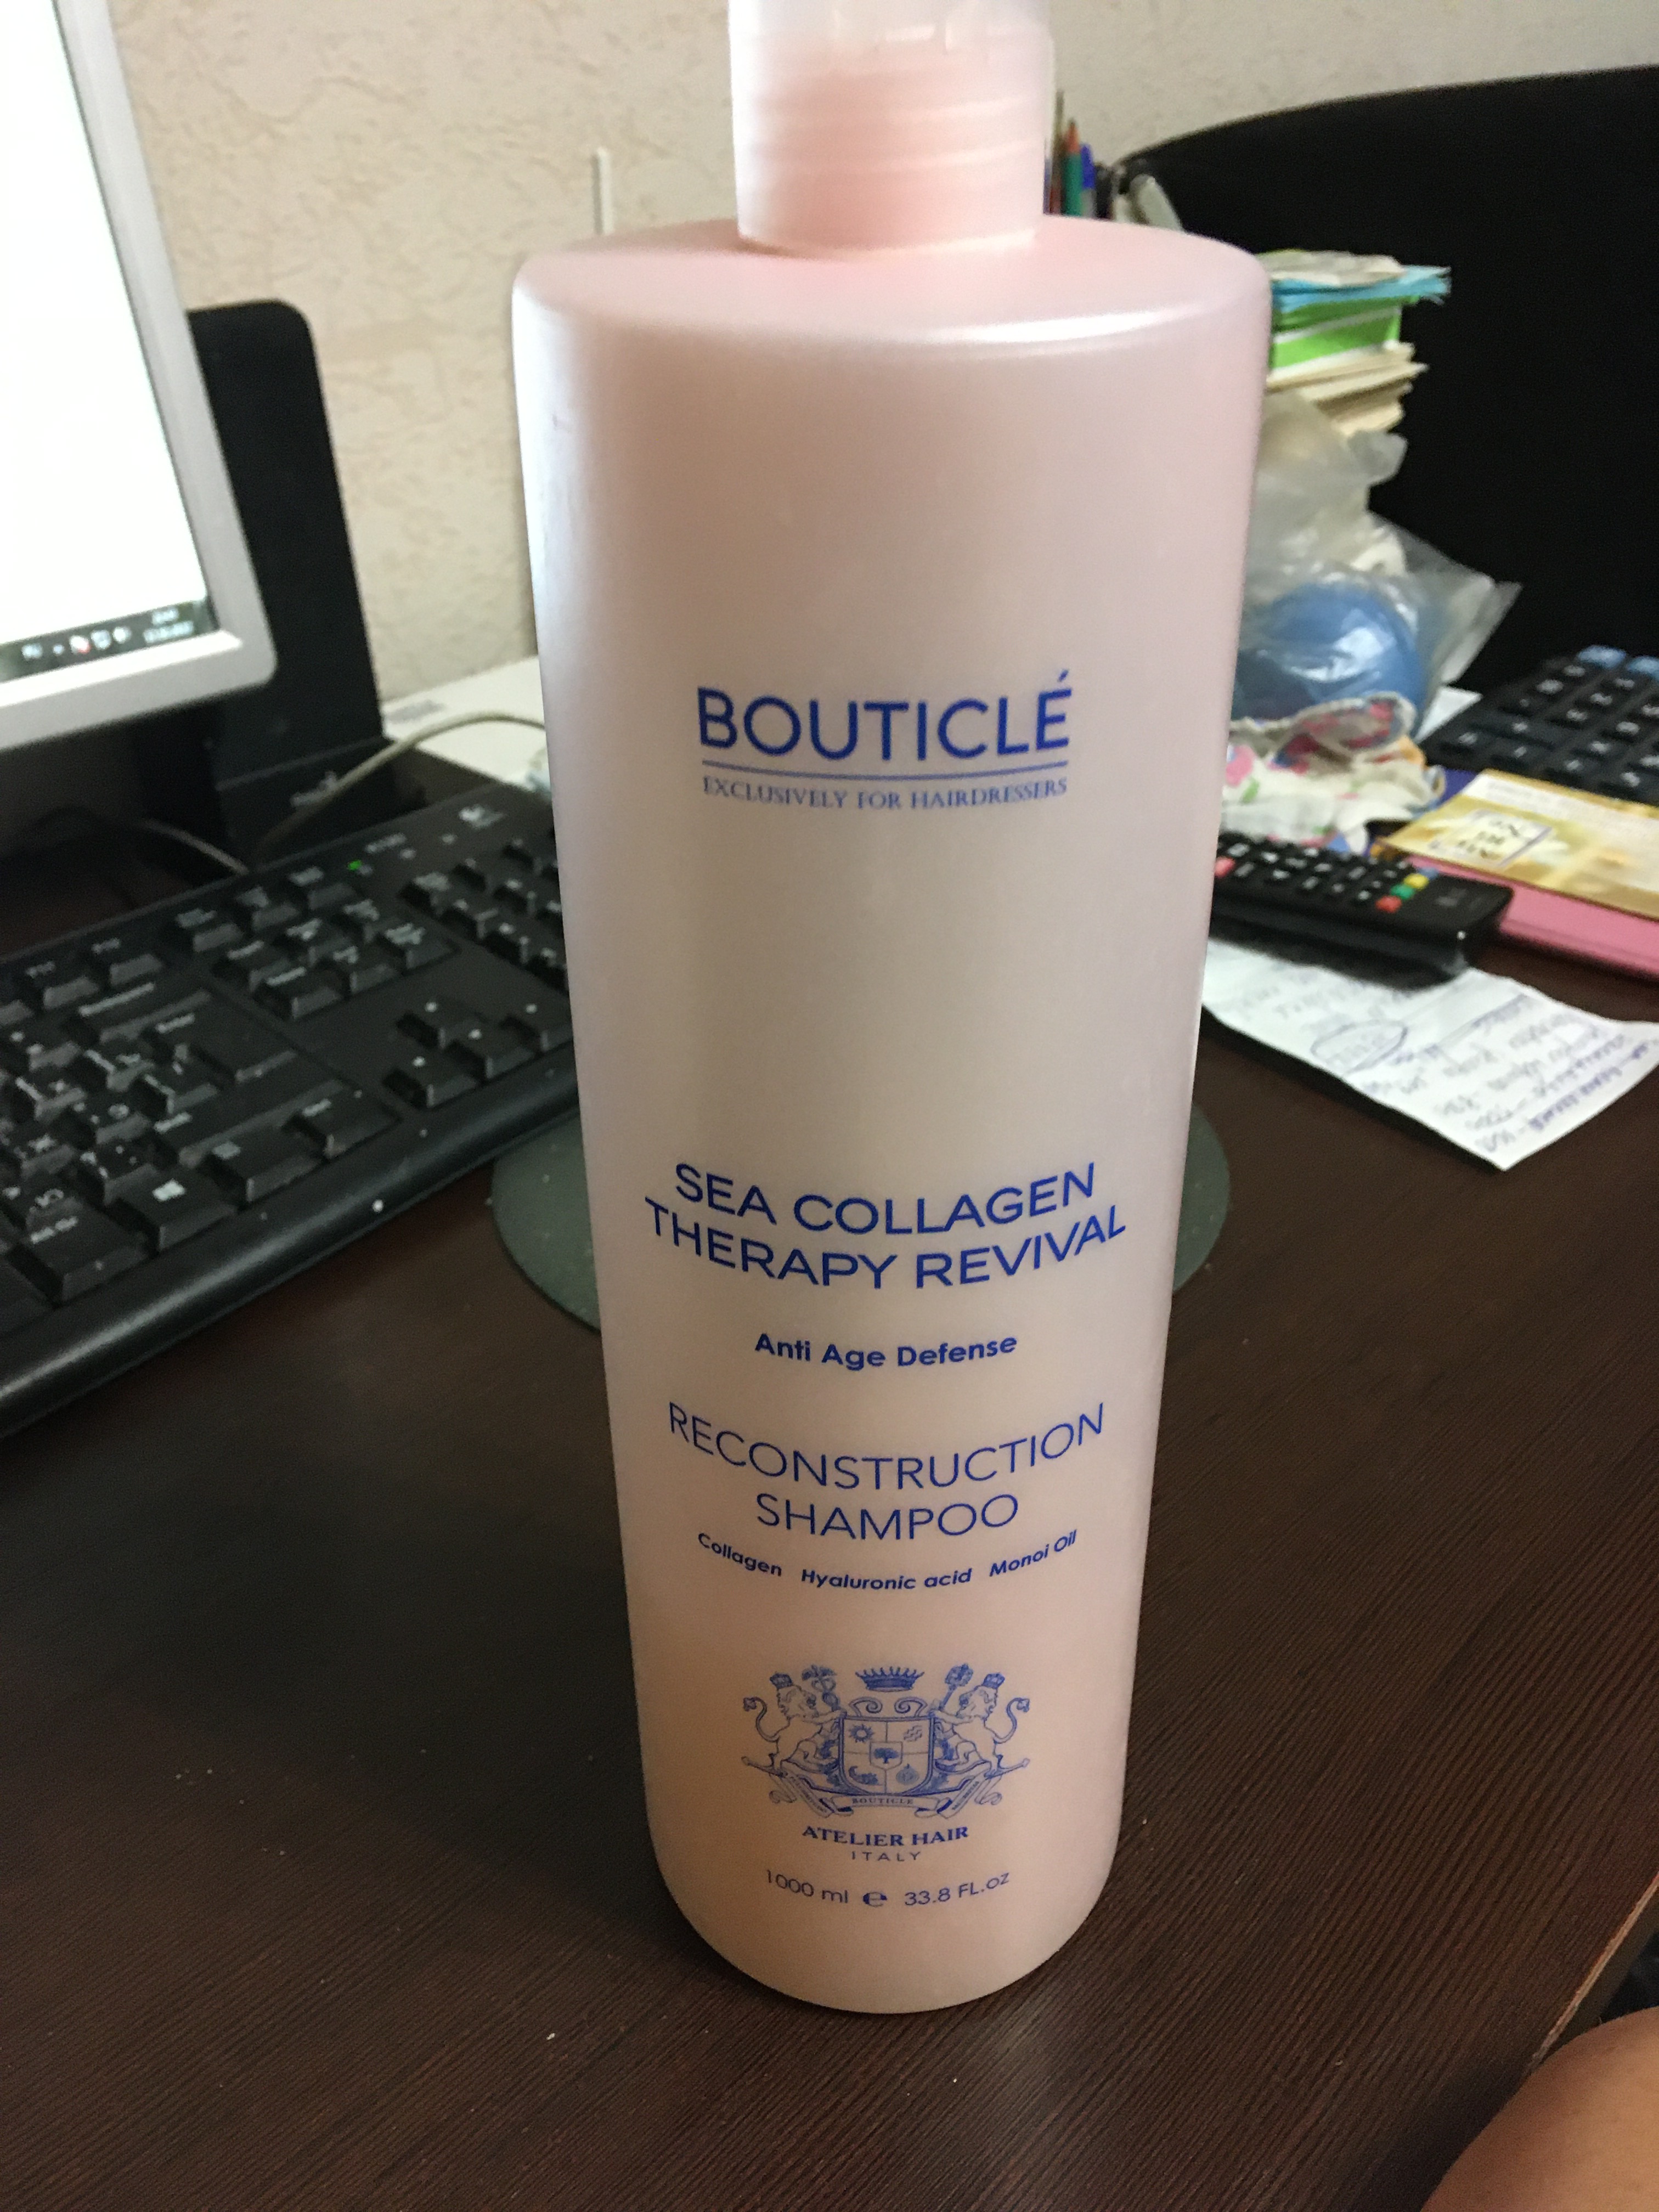 BOUTICLÉ
EXCLUSIVELY FOR HAIRDRESSERS
SEA COLLAGEN
THERAPY REVIVAL
Anti Age Defense
RECONSTRUCTION
SHAMPOO
Collagen Hyaluronic acid Monoi Oil
BOUTICLE
ATELIER HAIR
ITALY
1000 ml e 33.8 FL.oz